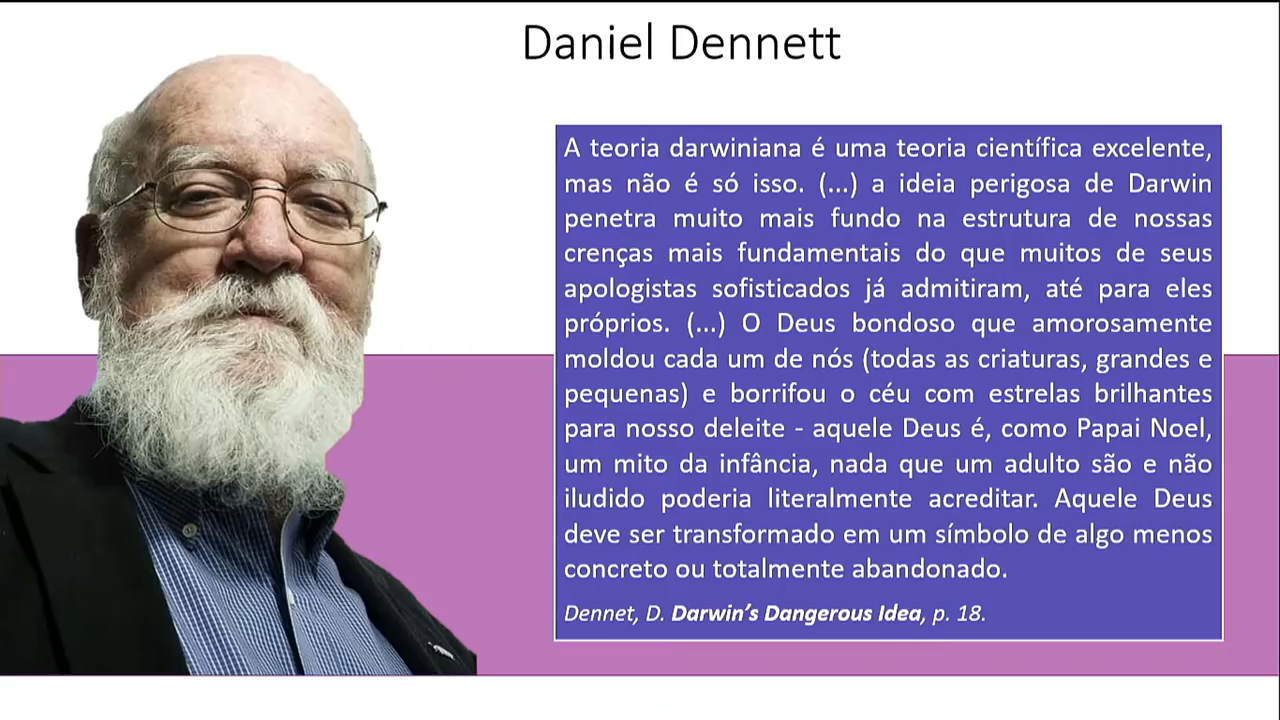 Daniel Dennett
A teoria darwiniana é uma teoria científica excelente,
mas não é só isso. (...) a ideia perigosa de Darwin
penetra muito mais fundo na estrutura de nossas
crenças mais fundamentais do que muitos de seus
apologistas sofisticados já admitiram, até para eles
próprios. (...) O Deus bondoso que amorosamente
moldou cada um de nós (todas as criaturas, grandes e
pequenas) e borrifou o céu com estrelas brilhantes
para nosso deleite - aquele Deus é, como Papai Noel,
um mito da infância, nada que um adulto são e não
iludido poderia literalmente acreditar. Aquele Deus
deve ser transformado em um símbolo de algo menos
concreto ou totalmente abandonado.
Dennet, D. Darwin’s Dangerous Idea, p. 18.